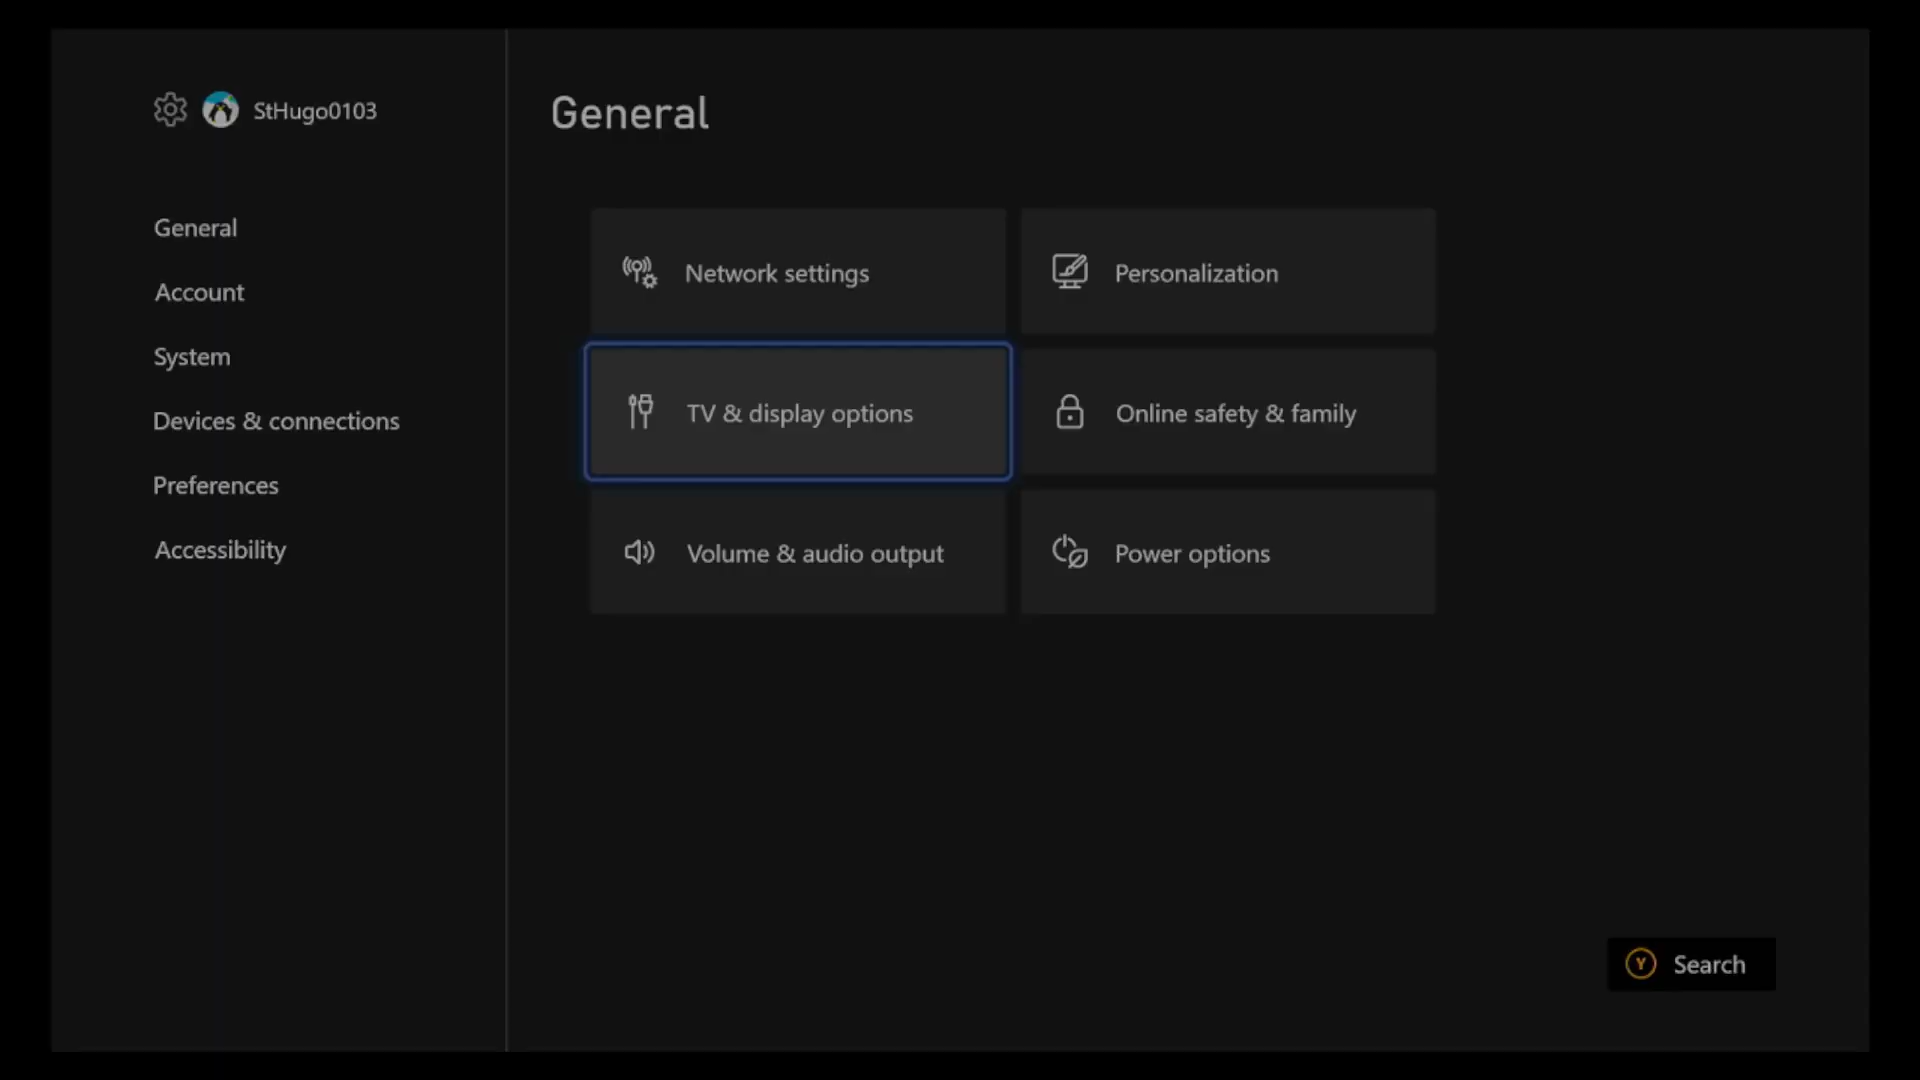 StHugo0103
General
Account
System
Devices & connections
Preferences
Accessibility
General
Network settings
Personalization
TV & display options
Online safety & family
Volume & audio output
Power options
Y Search